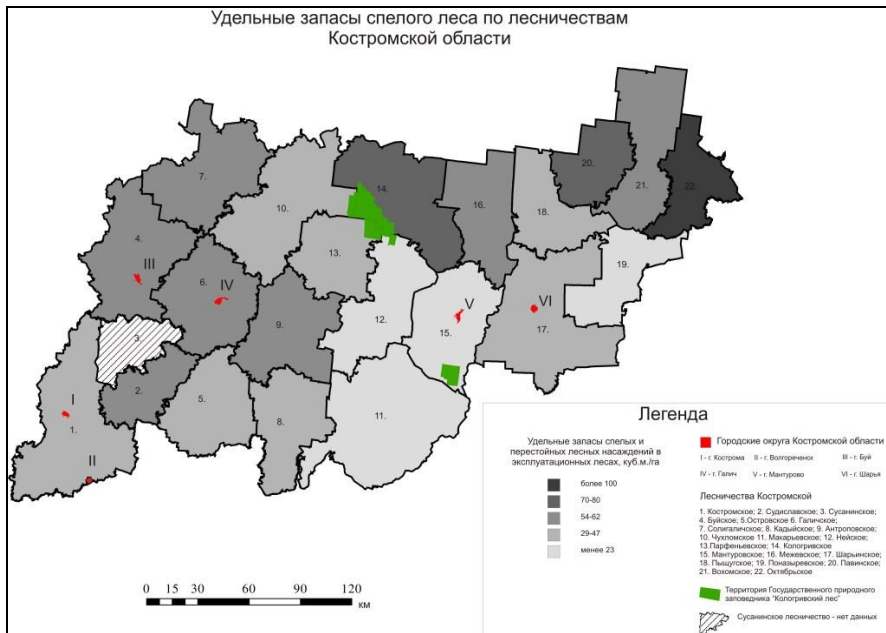 Удельные запасы спелого леса по лесничествам
Костромской области
7.
10.
14.
16.
18.
20.
21.
22.
4.
III
6.
IV
13.
19.
9.
12.
V
15.
VI
17.
3.
2.
5.
8.
11.
I
1.
II
0 15 30 60 90 120
км
Легенда
Удельные запасы спелых и
перестойных лесных насаждений в
эксплуатационных лесах, куб.м./га
более 100
70-80
54-62
29-47
менее 23
Городские округа Костромской области
I - г. Кострома II - г. Волгореченск III - г. Буй
IV - г. Галич V - г. Мантурово VI - г. Шарья
Лесничества Костромской
1. Костромское; 2. Судиславское; 3. Сусанинское;
4. Буйское; 5.Островское 6. Галичское;
7. Солигаличское; 8. Кадыйское; 9. Антроповское;
10. Чухломское 11. Макарьевское; 12. Нейское;
13.Парфеньевское; 14. Кологривское
15. Мантуровское; 16. Межевское; 17. Шарьинское;
18. Пыщугское; 19. Поназыревское; 20. Павинское;
21. Вохомское; 22. Октябрьское
Территория Государственного природного
заповедника "Кологривский лес"
Сусанинское лесничество - нет данных